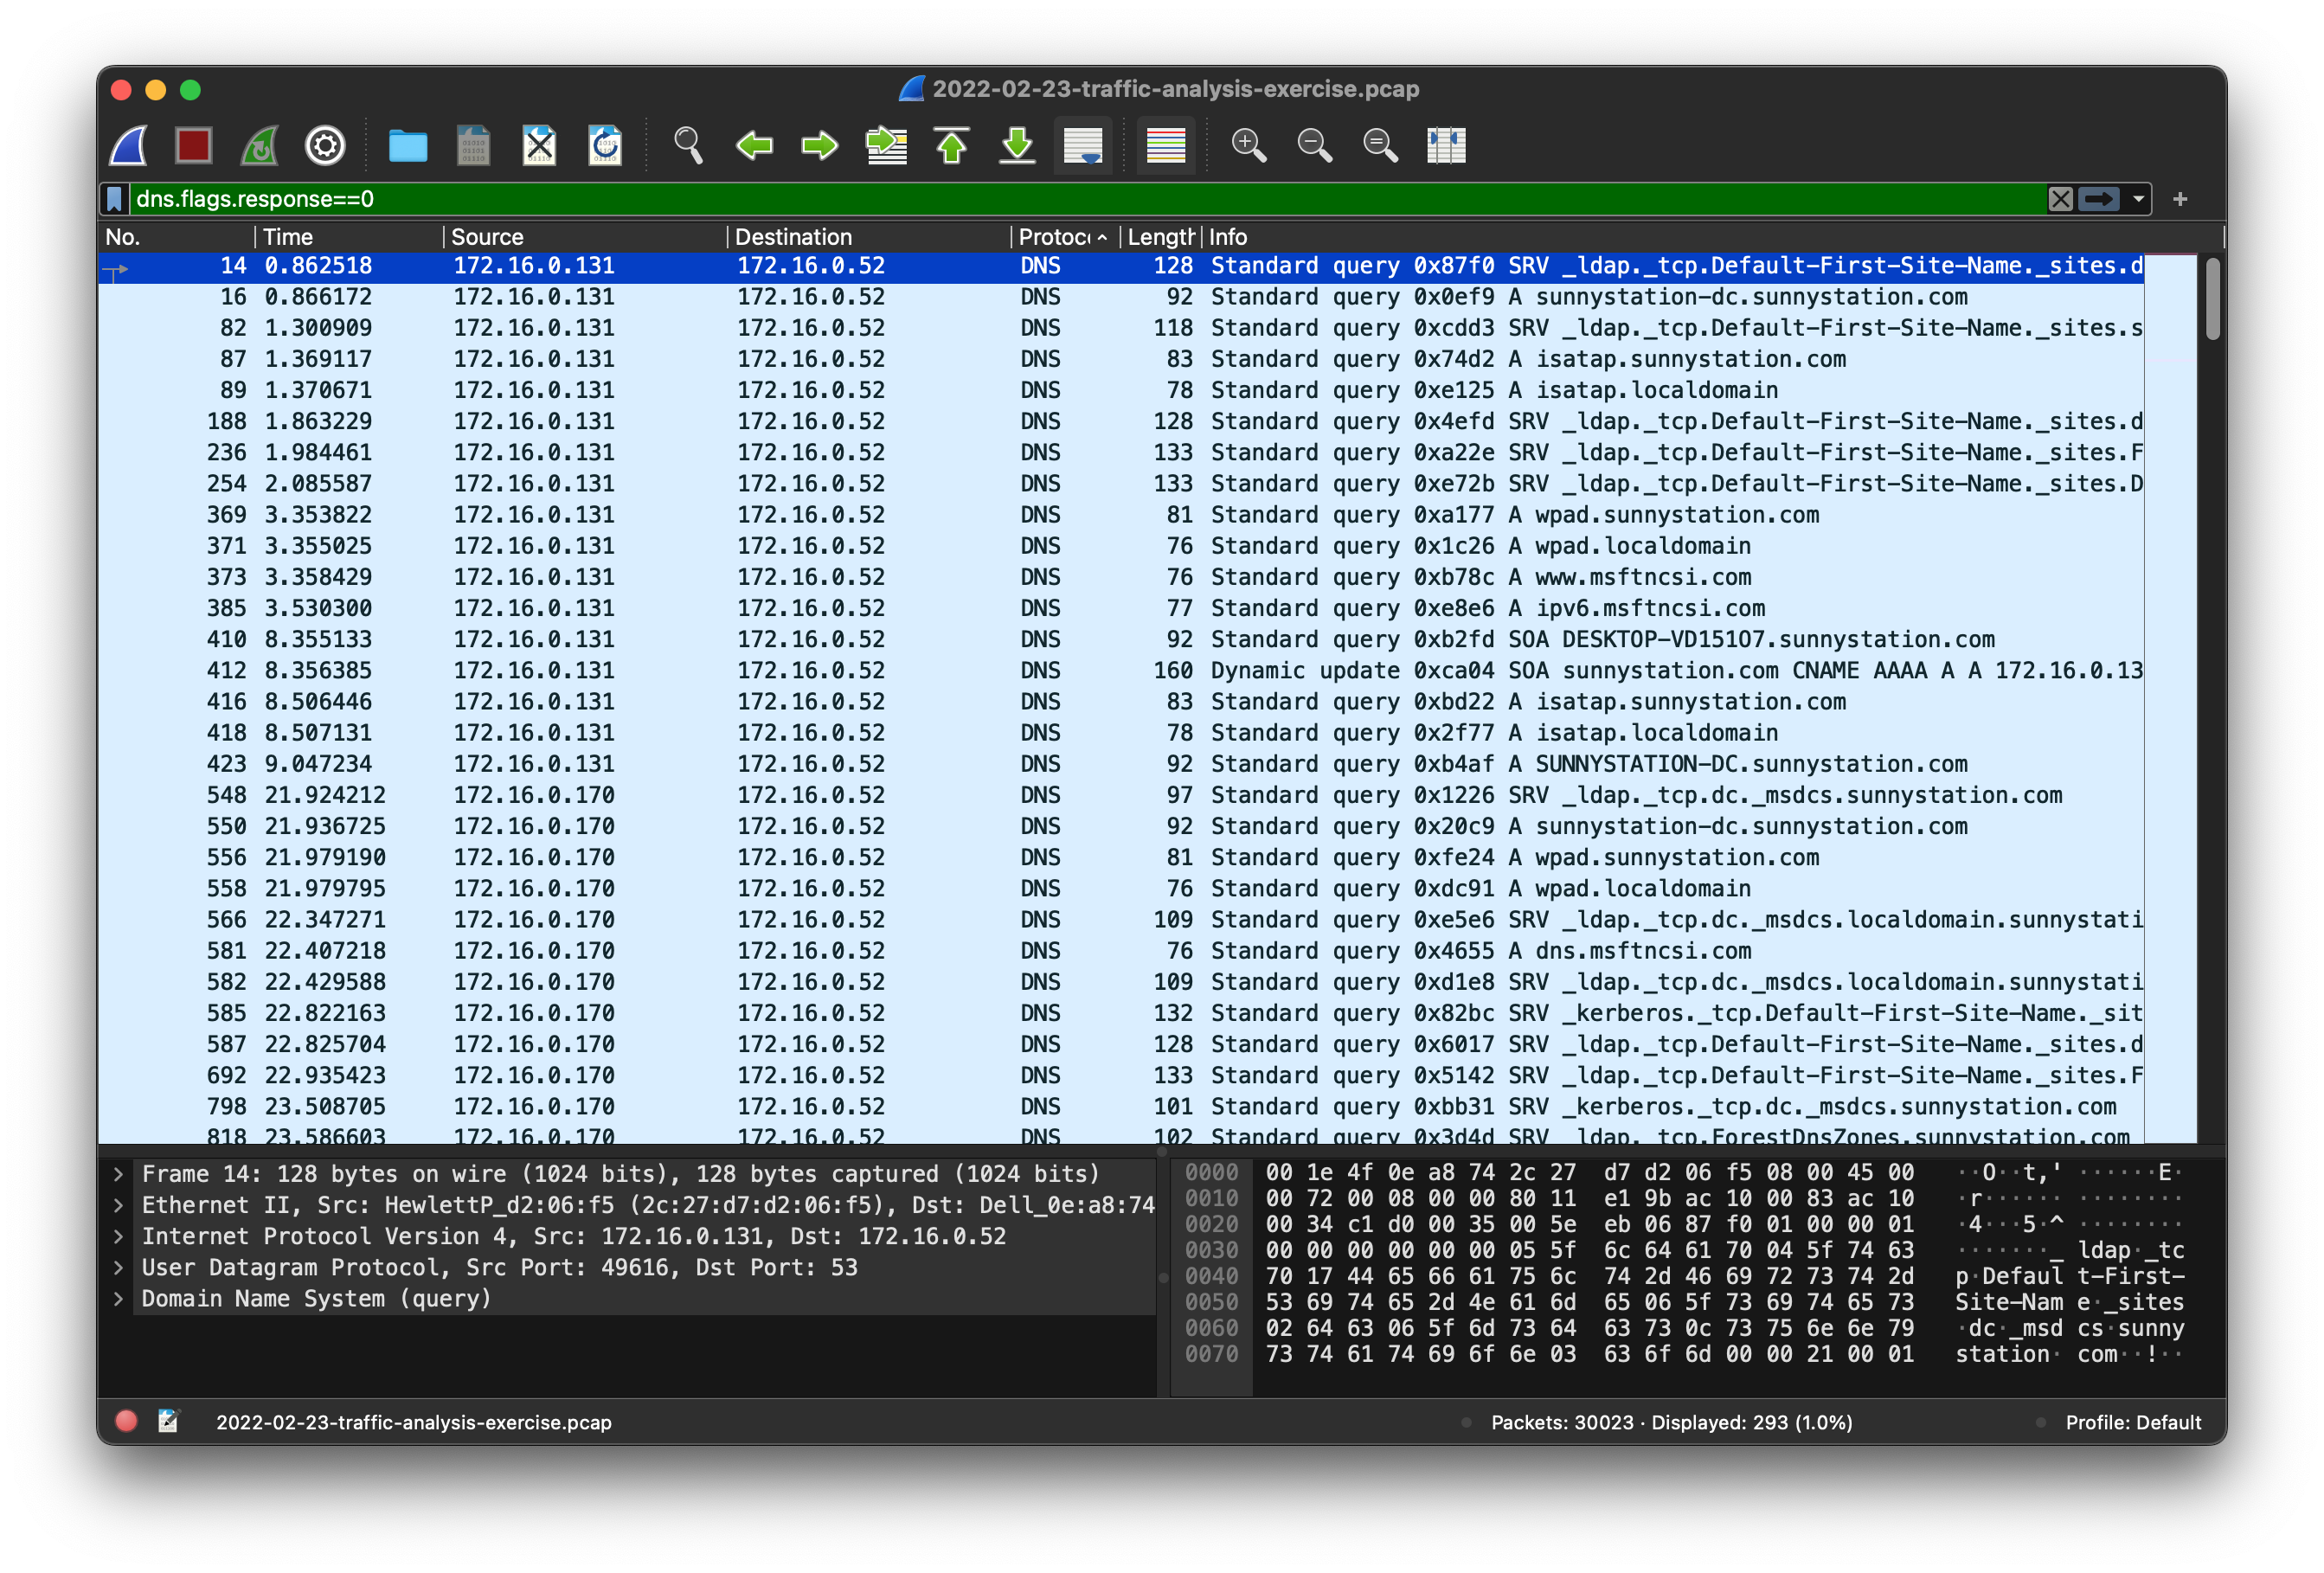 2022-02-23-traffic-analysis-exercise.pcap
dns.flags.response==0
No. Time Source Destination Protoc Length Info
14 0.862518 172.16.0.131 172.16.0.52 DNS 128 Standard query 0x87f0 SRV _ldap._tcp.Default-First-Site-Name._sites.d
16 0.866172 172.16.0.131 172.16.0.52 DNS 92 Standard query 0x0ef9 A sunnystation-dc.sunnystation.com
82 1.300909 172.16.0.131 172.16.0.52 DNS 118 Standard query 0xcdd3 SRV _ldap._tcp.Default-First-Site-Name._sites.s
87 1.369117 172.16.0.131 172.16.0.52 DNS 83 Standard query 0x74d2 A isatap.sunnystation.com
89 1.370671 172.16.0.131 172.16.0.52 DNS 78 Standard query 0xe125 A isatap.localdomain
188 1.863229 172.16.0.131 172.16.0.52 DNS 128 Standard query 0x4efd SRV _ldap._tcp.Default-First-Site-Name._sites.d
236 1.984461 172.16.0.131 172.16.0.52 DNS 133 Standard query 0xa22e SRV _ldap._tcp.Default-First-Site-Name._sites.F
254 2.085587 172.16.0.131 172.16.0.52 DNS 133 Standard query 0xe72b SRV _ldap._tcp.Default-First-Site-Name._sites.D
369 3.353822 172.16.0.131 172.16.0.52 DNS 81 Standard query 0xa177 A wpad.sunnystation.com
371 3.355025 172.16.0.131 172.16.0.52 DNS 76 Standard query 0x1c26 A wpad.localdomain
373 3.358429 172.16.0.131 172.16.0.52 DNS 76 Standard query 0xb78c A www.msftncsi.com
385 3.530300 172.16.0.131 172.16.0.52 DNS 77 Standard query 0xe8e6 A ipv6.msftncsi.com
410 8.355133 172.16.0.131 172.16.0.52 DNS 92 Standard query 0xb2fd SOA DESKTOP-VD151O7.sunnystation.com
412 8.356385 172.16.0.131 172.16.0.52 DNS 160 Dynamic update 0xca04 SOA sunnystation.com CNAME AAAA A A 172.16.0.13
416 8.506446 172.16.0.131 172.16.0.52 DNS 83 Standard query 0xbd22 A isatap.sunnystation.com
418 8.507131 172.16.0.131 172.16.0.52 DNS 78 Standard query 0x2f77 A isatap.localdomain
423 9.047234 172.16.0.131 172.16.0.52 DNS 92 Standard query 0xb4af A SUNNYSTATION-DC.sunnystation.com
548 21.924212 172.16.0.170 172.16.0.52 DNS 97 Standard query 0x1226 SRV _ldap._tcp.dc._msdcs.sunnystation.com
550 21.936725 172.16.0.170 172.16.0.52 DNS 92 Standard query 0x20c9 A sunnystation-dc.sunnystation.com
556 21.979190 172.16.0.170 172.16.0.52 DNS 81 Standard query 0xfe24 A wpad.sunnystation.com
558 21.979795 172.16.0.170 172.16.0.52 DNS 76 Standard query 0xdc91 A wpad.localdomain
566 22.347271 172.16.0.170 172.16.0.52 DNS 109 Standard query 0xe5e6 SRV _ldap._tcp.dc._msdcs.localdomain.sunnystati
581 22.407218 172.16.0.170 172.16.0.52 DNS 76 Standard query 0x4655 A dns.msftncsi.com
582 22.429588 172.16.0.170 172.16.0.52 DNS 109 Standard query 0xd1e8 SRV _ldap._tcp.dc._msdcs.localdomain.sunnystati
585 22.822163 172.16.0.170 172.16.0.52 DNS 132 Standard query 0x82bc SRV _kerberos._tcp.Default-First-Site-Name._sit
587 22.825704 172.16.0.170 172.16.0.52 DNS 128 Standard query 0x6017 SRV _ldap._tcp.Default-First-Site-Name._sites.d
692 22.935423 172.16.0.170 172.16.0.52 DNS 133 Standard query 0x5142 SRV _ldap._tcp.Default-First-Site-Name._sites.F
798 23.508705 172.16.0.170 172.16.0.52 DNS 101 Standard query 0xbb31 SRV _kerberos._tcp.dc._msdcs.sunnystation.com
818 23.586603 172.16.0.170 172.16.0.52 DNS 102 Standard query 0x3d4d SRV _ldap._tcp.ForestDnsZones.sunnystation.com
Frame 14: 128 bytes on wire (1024 bits), 128 bytes captured (1024 bits)
Ethernet II, Src: HewlettP_d2:06:f5 (2c:27:d7:d2:06:f5), Dst: Dell_0e:a8:74
Internet Protocol Version 4, Src: 172.16.0.131, Dst: 172.16.0.52
User Datagram Protocol, Src Port: 49616, Dst Port: 53
Domain Name System (query)
0000 00 1e 4f 0e a8 74 2c 27 d7 d2 06 f5 08 00 45 00 ··O··t,' ······E·
0010 00 72 00 08 00 00 80 11 e1 9b ac 10 00 83 ac 10 ·r······ ········
0020 00 34 c1 d0 00 35 00 5e eb 06 87 f0 01 00 00 01 ·4···5·^ ········
0030 00 00 00 00 00 00 05 5f 6c 64 61 70 04 5f 74 63 ·······_ ldap·_tc
0040 70 17 44 65 66 61 75 6c 74 2d 46 69 72 73 74 2d p·Defaul t-First-
0050 53 69 74 65 2d 4e 61 6d 65 06 5f 73 69 74 65 73 Site-Nam e·_sites
0060 02 64 63 06 5f 6d 73 64 63 73 0c 73 75 6e 6e 79 ·dc·_msd cs·sunny
0070 73 74 61 74 69 6f 6e 03 63 6f 6d 00 00 21 00 01 station· com··!··
2022-02-23-traffic-analysis-exercise.pcap Packets: 30023 · Displayed: 293 (1.0%) Profile: Default